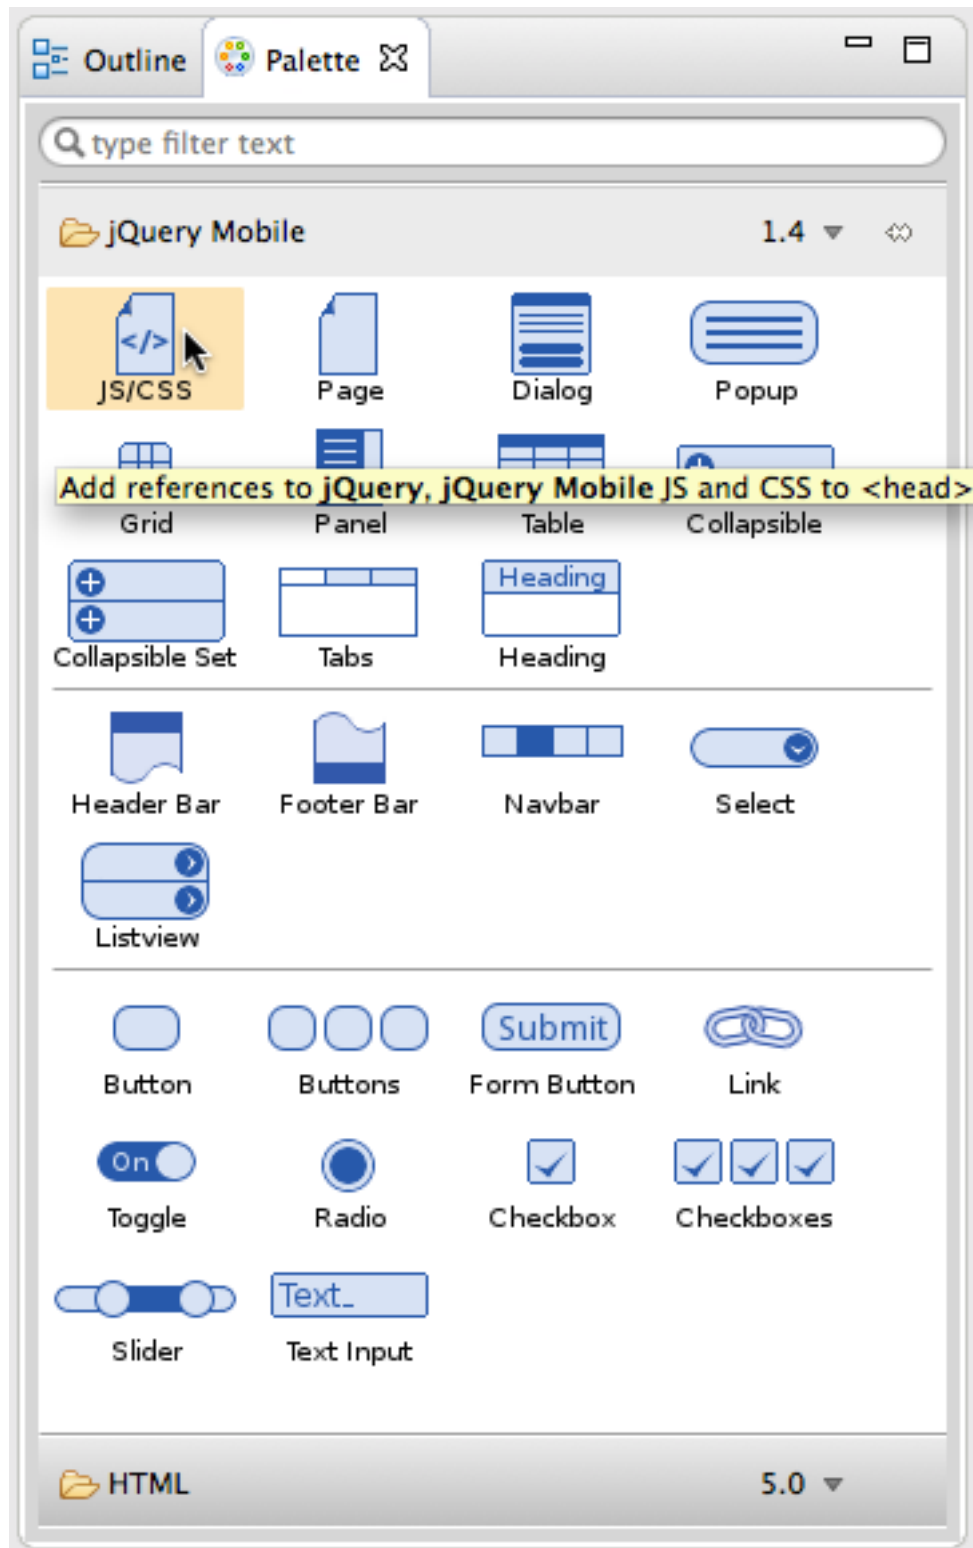 Outline Palette
type filter text
jQuery Mobile 1.4
</>
JS/CSS Page Dialog Popup
Add references to jQuery, jQuery Mobile JS and CSS to <head>
Grid Panel Table Collapsible
Heading
Collapsible Set Tabs Heading
Header Bar Footer Bar Navbar Select
Listview
Submit
Button Buttons Form Button Link
On
Toggle Radio Checkbox Checkboxes
Text_
Slider Text Input
HTML 5.0